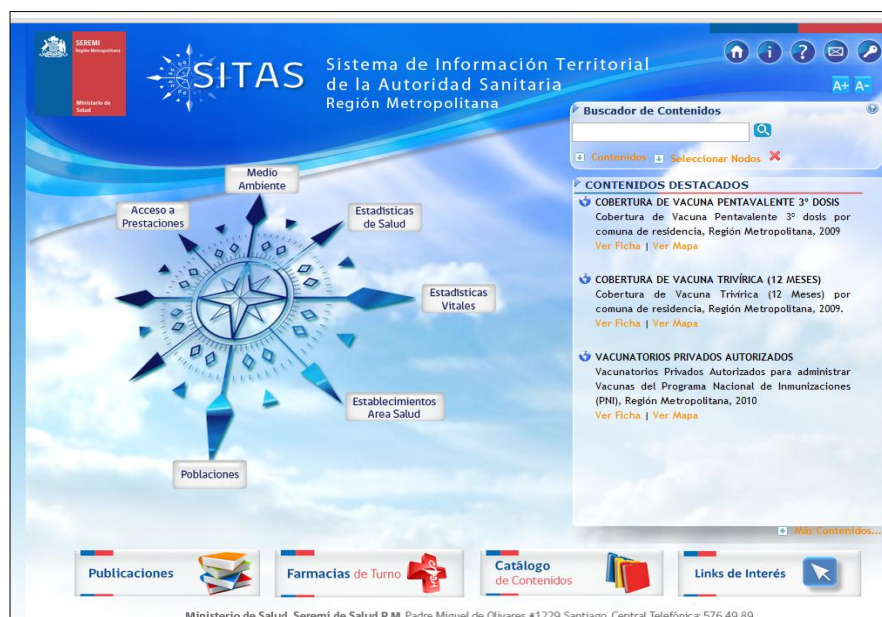 SEREMI
Región Metropolitana
Ministerio de
Salud
SITAS
Sistema de Información Territorial
de la Autoridad Sanitaria
Región Metropolitana
A+ A-
Buscador de Contenidos
Contenidos Seleccionar Nodos
Medio
Ambiente
Acceso a
Prestaciones
Estadísticas
de Salud
Estadísticas
Vitales
Establecimientos
Area Salud
Poblaciones
CONTENIDOS DESTACADOS
COBERTURA DE VACUNA PENTAVALENTE 3º DOSIS
Cobertura de Vacuna Pentavalente 3º dosis por
comuna de residencia, Región Metropolitana, 2009
Ver Ficha | Ver Mapa
COBERTURA DE VACUNA TRIVÍRICA (12 MESES)
Cobertura de Vacuna Trivírica (12 Meses) por
comuna de residencia, Región Metropolitana, 2009.
Ver Ficha | Ver Mapa
VACUNATORIOS PRIVADOS AUTORIZADOS
Vacunatorios Privados Autorizados para administrar
Vacunas del Programa Nacional de Inmunizaciones
(PNI), Región Metropolitana, 2010
Ver Ficha | Ver Mapa
Más Contenidos...
Publicaciones
Farmacias de Turno
Catálogo
de Contenidos
Links de Interés
Ministerio de Salud, Seremi de Salud R.M. Padre Miguel de Olivares #1229 Santiago, Central Telefónica: 576 49 89